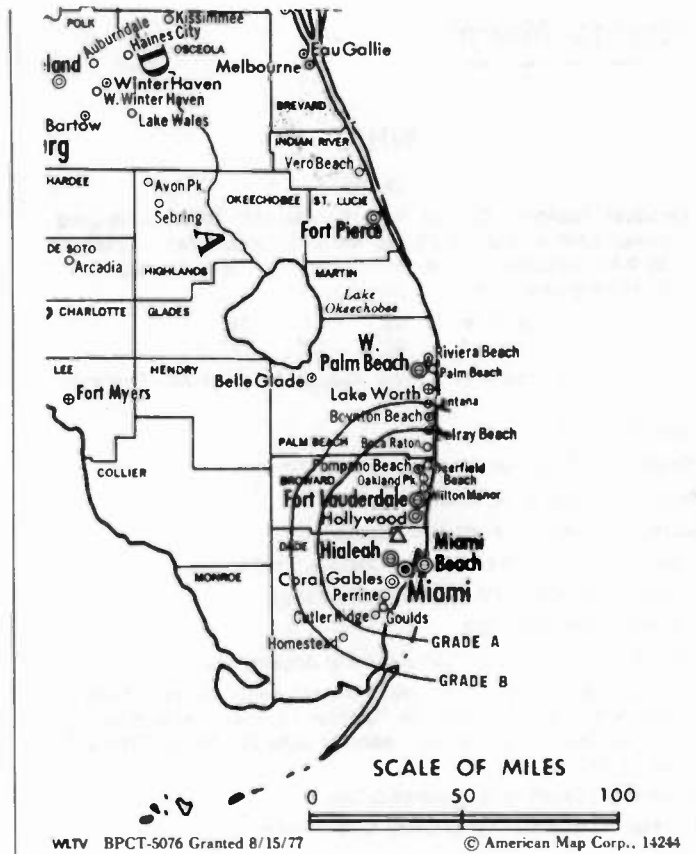 POLK
Kissimmee
Auburndale
Haines City
OSCEOLA
Eau Gallie
eland
D
Melbourne
Winter Haven
W. Winter Haven
BREVARD
Bartow
Lake Wales
rg
INDIAN RIVER
Vero Beach
HARDEE
Avon Pk.
OKEECHOBEE
ST. LUCIE
Sebring
Fort Pierce
A
DE SOTO
Arcadia
HIGHLANDS
MARTIN
Lake
Okeechobee
CHARLOTTE
GLADES
W.
Palm Beach
Riviera Beach
Palm Beach
LEE
HENDRY
Belle Glade
Fort Myers
Lake Worth
antana
Boynton Beach
PALM BEACH
Boca Raton
elray Beach
COLLIER
Pompano Beach
Deerfield
Beach
BROWARD
Oakland Pk.
Fort Lauderdale
Wilton Manor
Hollywood
DADE
Hialeah
Miami
Beach
MONROE
Coral Gables
Miami
Perrine
Cutler Ridge
Goulds
Homestead
GRADE A
GRADE B
SCALE OF MILES
0 50 100
WLTV BPCT-5076 Granted 8/15/77
© American Map Corp., 14244